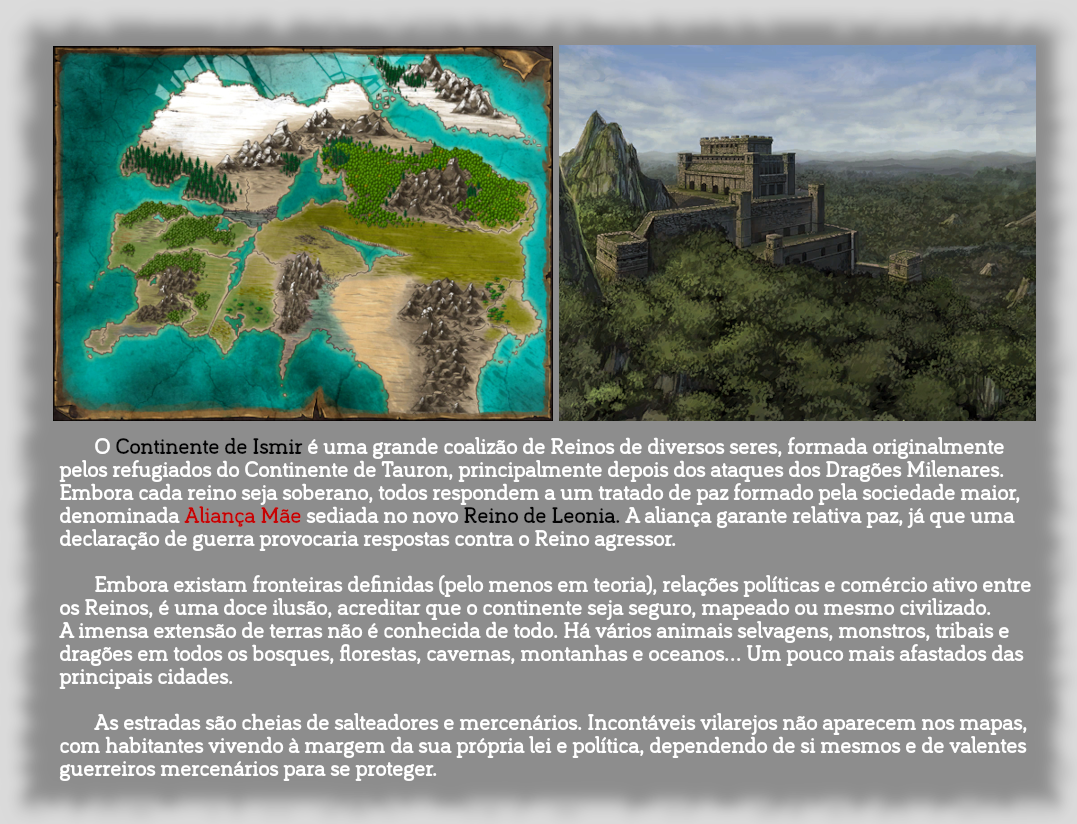 O Continente de Ismir é uma grande coalizão de Reinos de diversos seres, formada originalmente
pelos refugiados do Continente de Tauron, principalmente depois dos ataques dos Dragões Milenares.
Embora cada reino seja soberano, todos respondem a um tratado de paz formado pela sociedade maior,
denominada Aliança Mãe sediada no novo Reino de Leonia. A aliança garante relativa paz, já que uma
declaração de guerra provocaria respostas contra o Reino agressor.
Embora existam fronteiras definidas (pelo menos em teoria), relações políticas e comércio ativo entre
os Reinos, é uma doce ilusão, acreditar que o continente seja seguro, mapeado ou mesmo civilizado.
A imensa extensão de terras não é conhecida de todo. Há vários animais selvagens, monstros, tribais e
dragões em todos os bosques, florestas, cavernas, montanhas e oceanos... Um pouco mais afastados das
principais cidades.
As estradas são cheias de salteadores e mercenários. Incontáveis vilarejos não aparecem nos mapas,
com habitantes vivendo à margem da sua própria lei e política, dependendo de si mesmos e de valentes
guerreiros mercenários para se proteger.